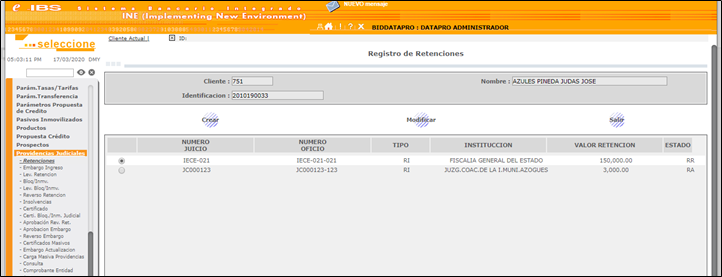 e IBS Sistema Bancario Integrado
INE (Implementing New Environment)
NUEVO mensaje
BIDDATAPRO : DATAPRO ADMINISTRADOR
... seleccione
05:03:11 PM 17/03/2020 DMY
Parám.Tasas/Tarifas
Parám.Transferencia
Parámetros Propuesta de Credito
Pasivos Inmovilizados
Productos
Propuesta Crédito
Prospectos
Providencias Judiciales
- Retenciones
- Embargo Ingreso
- Lev. Retencion
- Bloq/Inmv.
- Lev. Bloq/Inmv.
- Reverso Retencion
- Insolvencias
- Certificado
- Certi. Bloq./Inm. Judicial
- Aprobación Rev. Ret.
- Aprobacion Embargo
- Reverso Embargo
- Certificados Masivos
- Embargo Actualizacion
- Carga Masiva Providencias
- Consulta
- Comprobante Entidad
Cliente Actual | ID:
Registro de Retenciones
Cliente : 751 Nombre : AZULES PINEDA JUDAS JOSE
Identificacion : 2010190033
Crear Modificar Salir
NUMERO JUICIO NUMERO OFICIO TIPO INSTITUCCION VALOR RETENCION ESTADO
IECE-021 IECE-021-021 RI FISCALIA GENERAL DEL ESTADO 150,000.00 RR
JC000123 JC000123-123 RI JUZG.COAC.DE LA I.MUNI.AZOGUES 3,000.00 RA